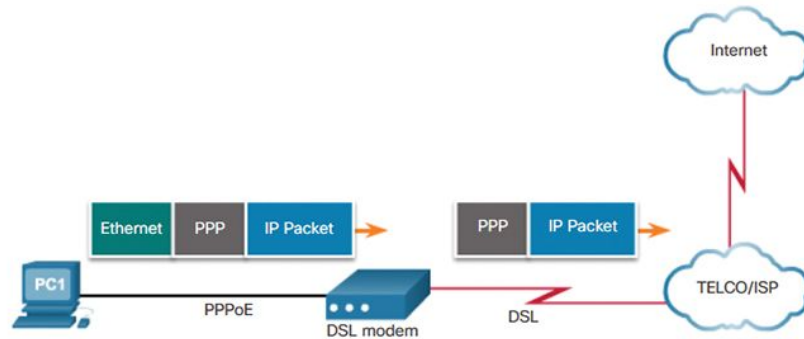 Internet
Ethernet PPP IP Packet
PPP IP Packet
PC1
PPPoE
DSL modem
DSL
TELCO/ISP